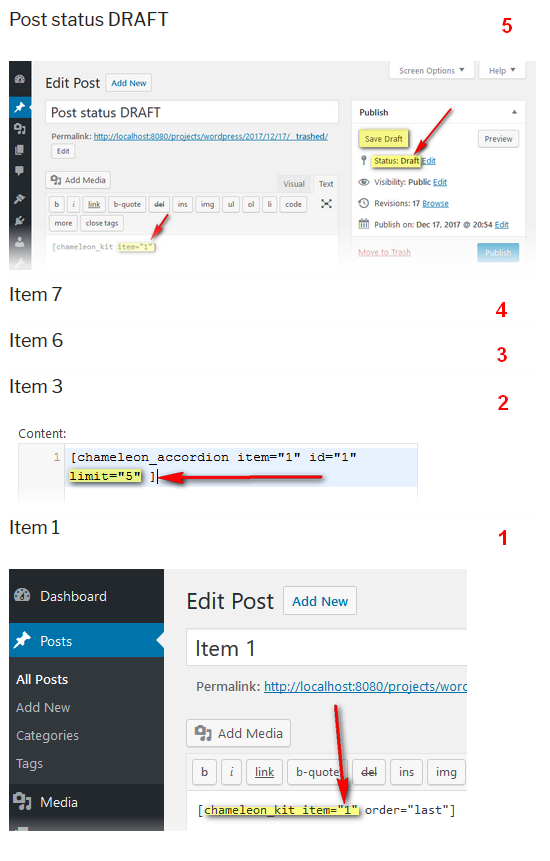 Post status DRAFT
5
Screen Options ▼ Help ▼
Edit Post Add New
Post status DRAFT
Permalink: http://localhost:8080/projects/wordpress/2017/12/17/__trashed/
Edit
Add Media
Visual Text
b i link b-quote del ins img ul ol li code
more close tags
[chameleon_kit item="1"]
Publish
Save Draft Preview
Status: Draft Edit
Visibility: Public Edit
Revisions: 17 Browse
Publish on: Dec 17, 2017 @ 20:54 Edit
Move to Trash Publish
Item 7
4
Item 6
3
Item 3
2
Content:
1 [chameleon_accordion item="1" id="1"
limit="5" ]
Item 1
1
Dashboard
Posts
All Posts
Add New
Categories
Tags
Media
Edit Post Add New
Item 1
Permalink: http://localhost:8080/projects/word
Add Media
b i link b-quote del ins img
[chameleon_kit item="1" order="last"]